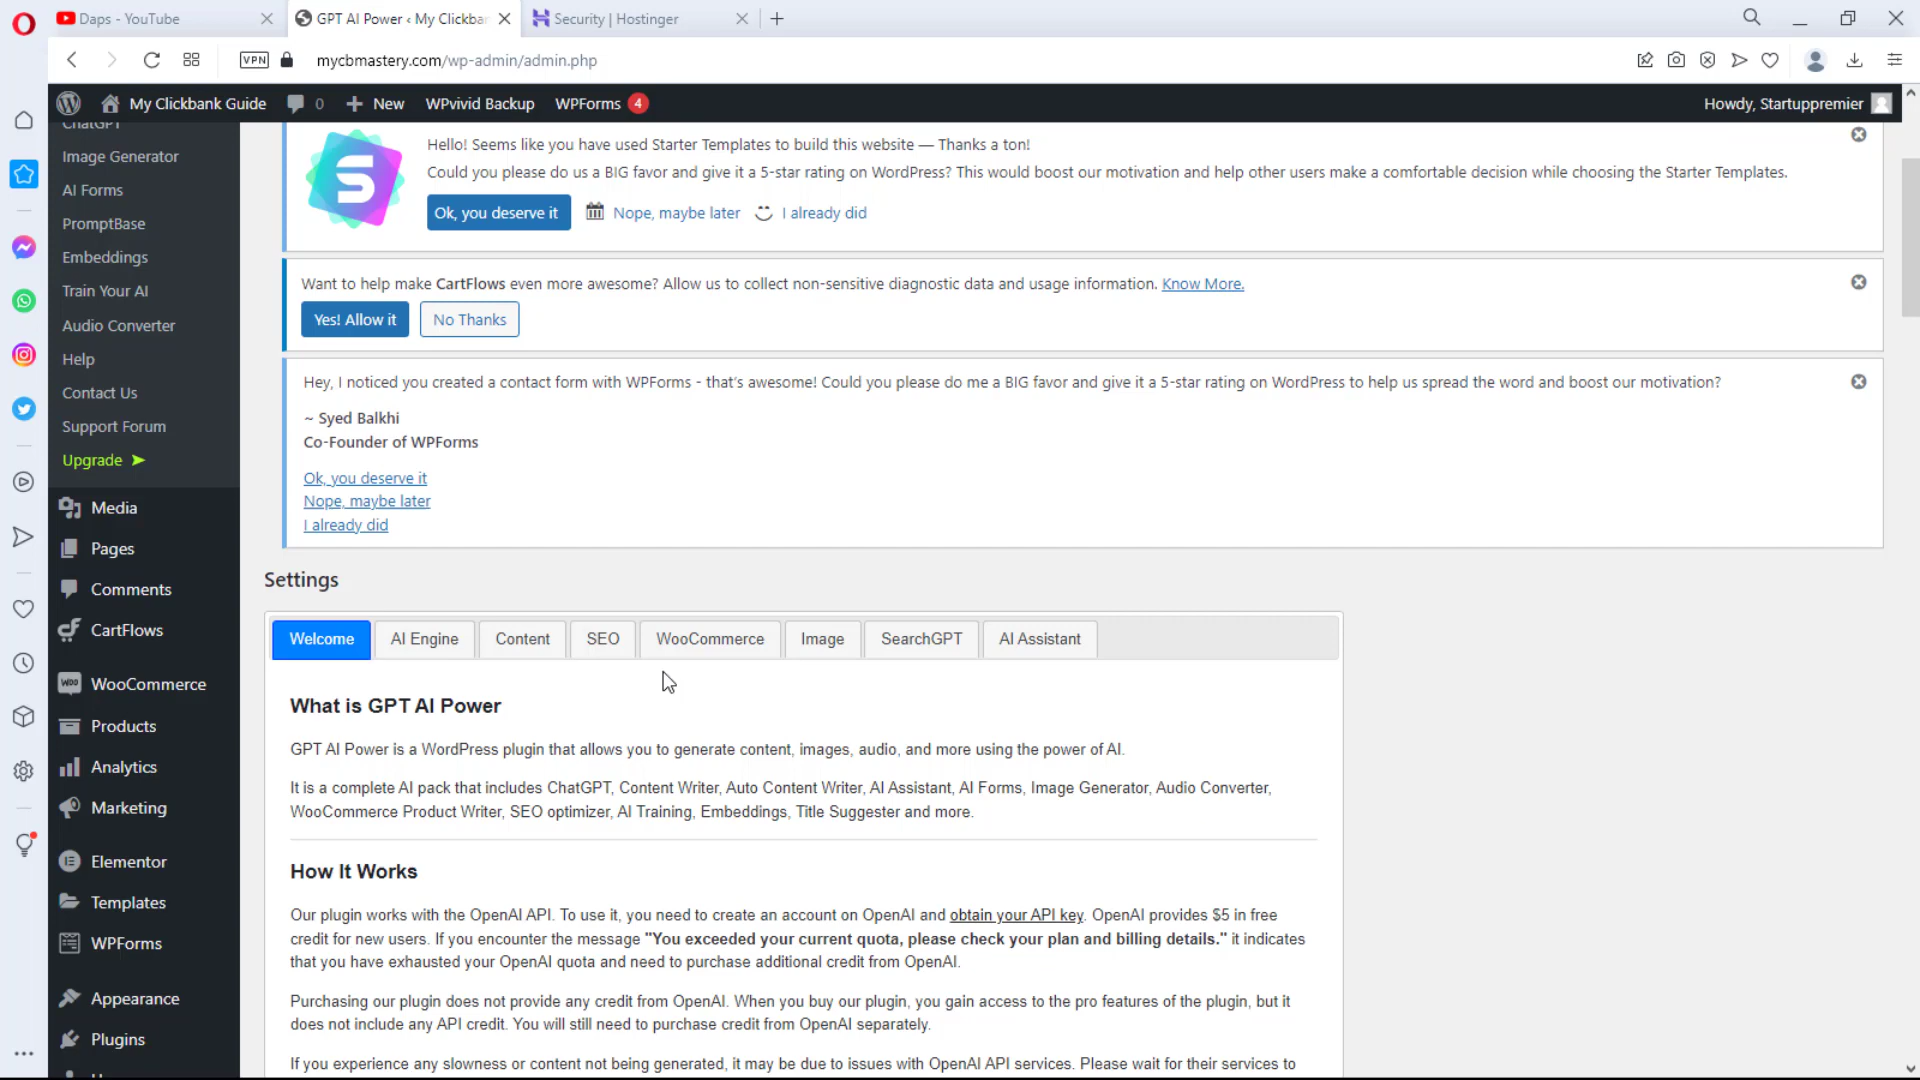 Daps - YouTube
GPT AI Power ‹ My Clickbar
Security | Hostinger
VPN
mycbmastery.com/wp-admin/admin.php
My Clickbank Guide
0
New
WPvivid Backup
WPForms 4
Howdy, Startuppremier
ChatGPT
Image Generator
AI Forms
PromptBase
Embeddings
Train Your AI
Audio Converter
Help
Contact Us
Support Forum
Upgrade ➤
Media
Pages
Comments
CartFlows
WooCommerce
Products
Analytics
Marketing
Elementor
Templates
WPForms
Appearance
Plugins
Hello! Seems like you have used Starter Templates to build this website — Thanks a ton!
Could you please do us a BIG favor and give it a 5-star rating on WordPress? This would boost our motivation and help other users make a comfortable decision while choosing the Starter Templates.
Ok, you deserve it
Nope, maybe later
I already did
Want to help make CartFlows even more awesome? Allow us to collect non-sensitive diagnostic data and usage information. Know More.
Yes! Allow it
No Thanks
Hey, I noticed you created a contact form with WPForms - that's awesome! Could you please do me a BIG favor and give it a 5-star rating on WordPress to help us spread the word and boost our motivation?
~ Syed Balkhi
Co-Founder of WPForms
Ok, you deserve it
Nope, maybe later
I already did
Settings
Welcome
AI Engine
Content
SEO
WooCommerce
Image
SearchGPT
AI Assistant
What is GPT AI Power
GPT AI Power is a WordPress plugin that allows you to generate content, images, audio, and more using the power of AI.
It is a complete AI pack that includes ChatGPT, Content Writer, Auto Content Writer, AI Assistant, AI Forms, Image Generator, Audio Converter,
WooCommerce Product Writer, SEO optimizer, AI Training, Embeddings, Title Suggester and more.
How It Works
Our plugin works with the OpenAI API. To use it, you need to create an account on OpenAI and obtain your API key. OpenAI provides $5 in free
credit for new users. If you encounter the message "You exceeded your current quota, please check your plan and billing details." it indicates
that you have exhausted your OpenAI quota and need to purchase additional credit from OpenAI.
Purchasing our plugin does not provide any credit from OpenAI. When you buy our plugin, you gain access to the pro features of the plugin, but it
does not include any API credit. You will still need to purchase credit from OpenAI separately.
If you experience any slowness or content not being generated, it may be due to issues with OpenAI API services. Please wait for their services to